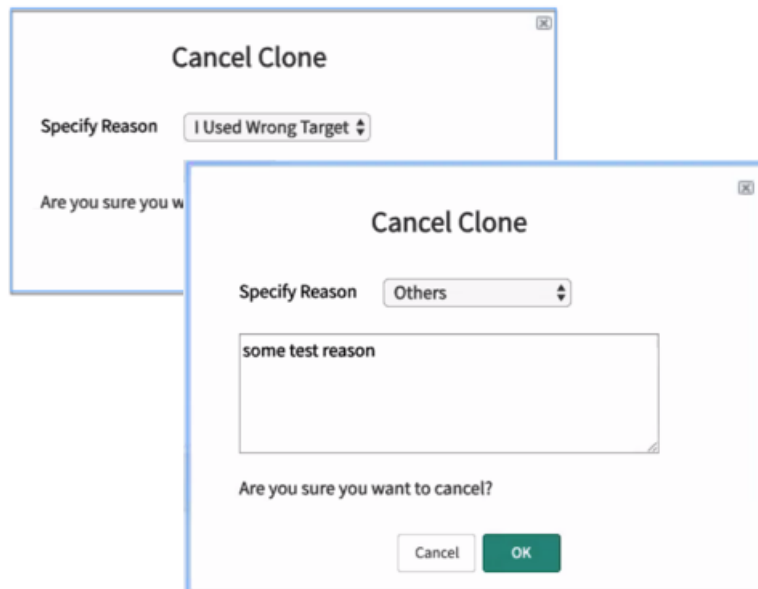 Cancel Clone
Specify Reason I Used Wrong Target
Are you sure you w
Cancel Clone
Specify Reason Others
some test reason
Are you sure you want to cancel?
Cancel OK